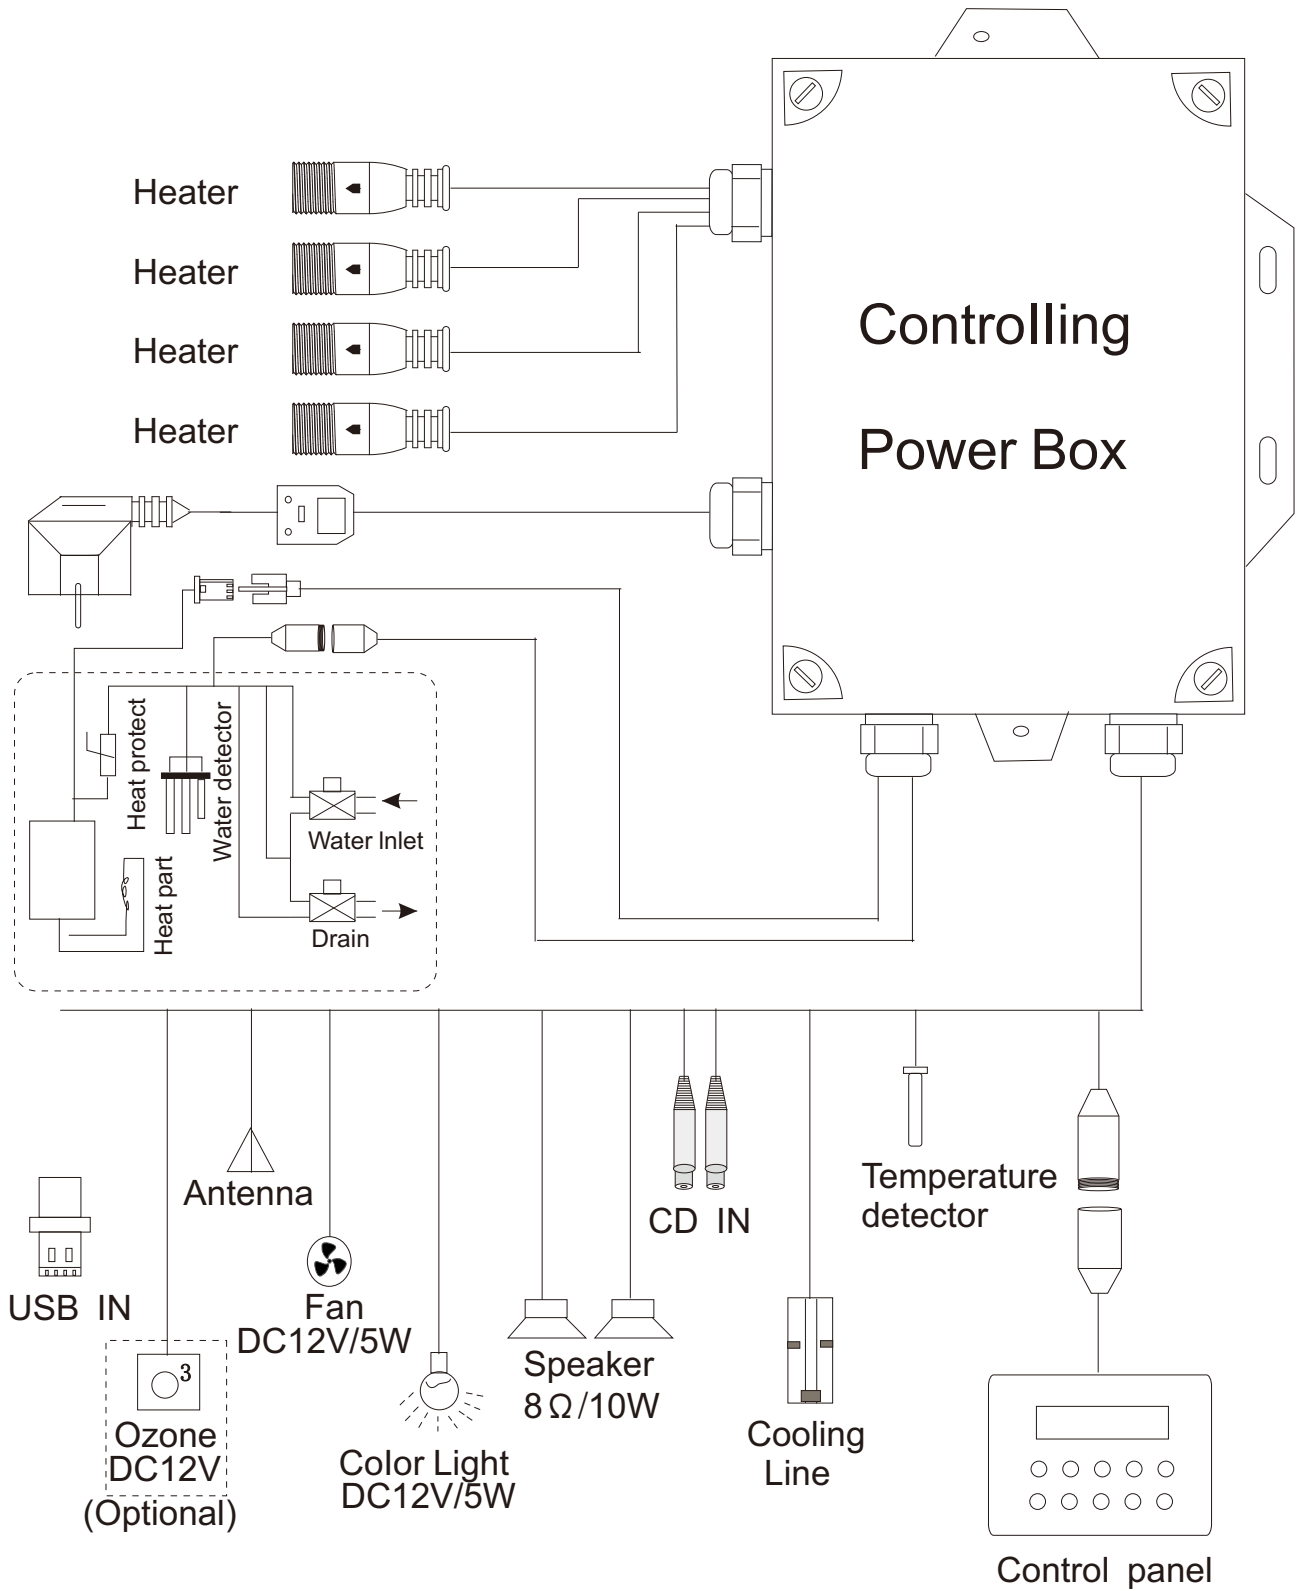 Heater
Heater
Heater
Heater
Controlling
Power Box
Heat protect
Water detector
Heat part
Water Inlet
Drain
Antenna
USB IN
Fan
DC12V/5W
3
Ozone
DC12V
(Optional)
Color Light
DC12V/5W
Speaker
8Ω/10W
CD IN
Cooling
Line
Temperature
detector
Control panel